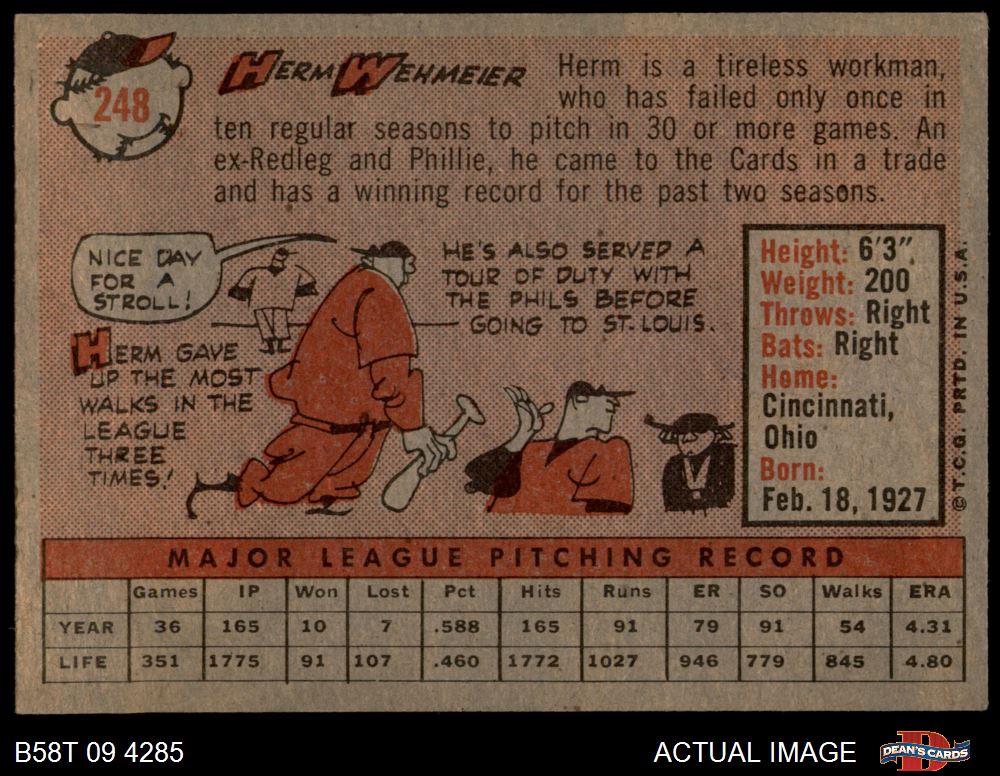 248
HERM WEHMEIER
Herm is a tireless workman,
who has failed only once in
ten regular seasons to pitch in 30 or more games. An
ex-Redleg and Phillie, he came to the Cards in a trade
and has a winning record for the past two seasons.
NICE DAY
FOR A
STROLL!
HERM GAVE
UP THE MOST
WALKS IN THE
LEAGUE
THREE
TIMES!
HE'S ALSO SERVED A
TOUR OF DUTY WITH
THE PHILS BEFORE
GOING TO ST. LOUIS.
Height: 6'3".
Weight: 200
Throws: Right
Bats: Right
Home:
Cincinnati,
Ohio
Born:
Feb. 18, 1927
© T.C.G. PRTD. IN U.S.A.
MAJOR LEAGUE PITCHING RECORD
Games IP Won Lost Pct Hits Runs ER SO Walks ERA
YEAR 36 165 10 7 .588 165 91 79 91 54 4.31
LIFE 351 1775 91 107 .460 1772 1027 946 779 845 4.80
B58T 09 4285
ACTUAL IMAGE
D
DEAN'S CARDS